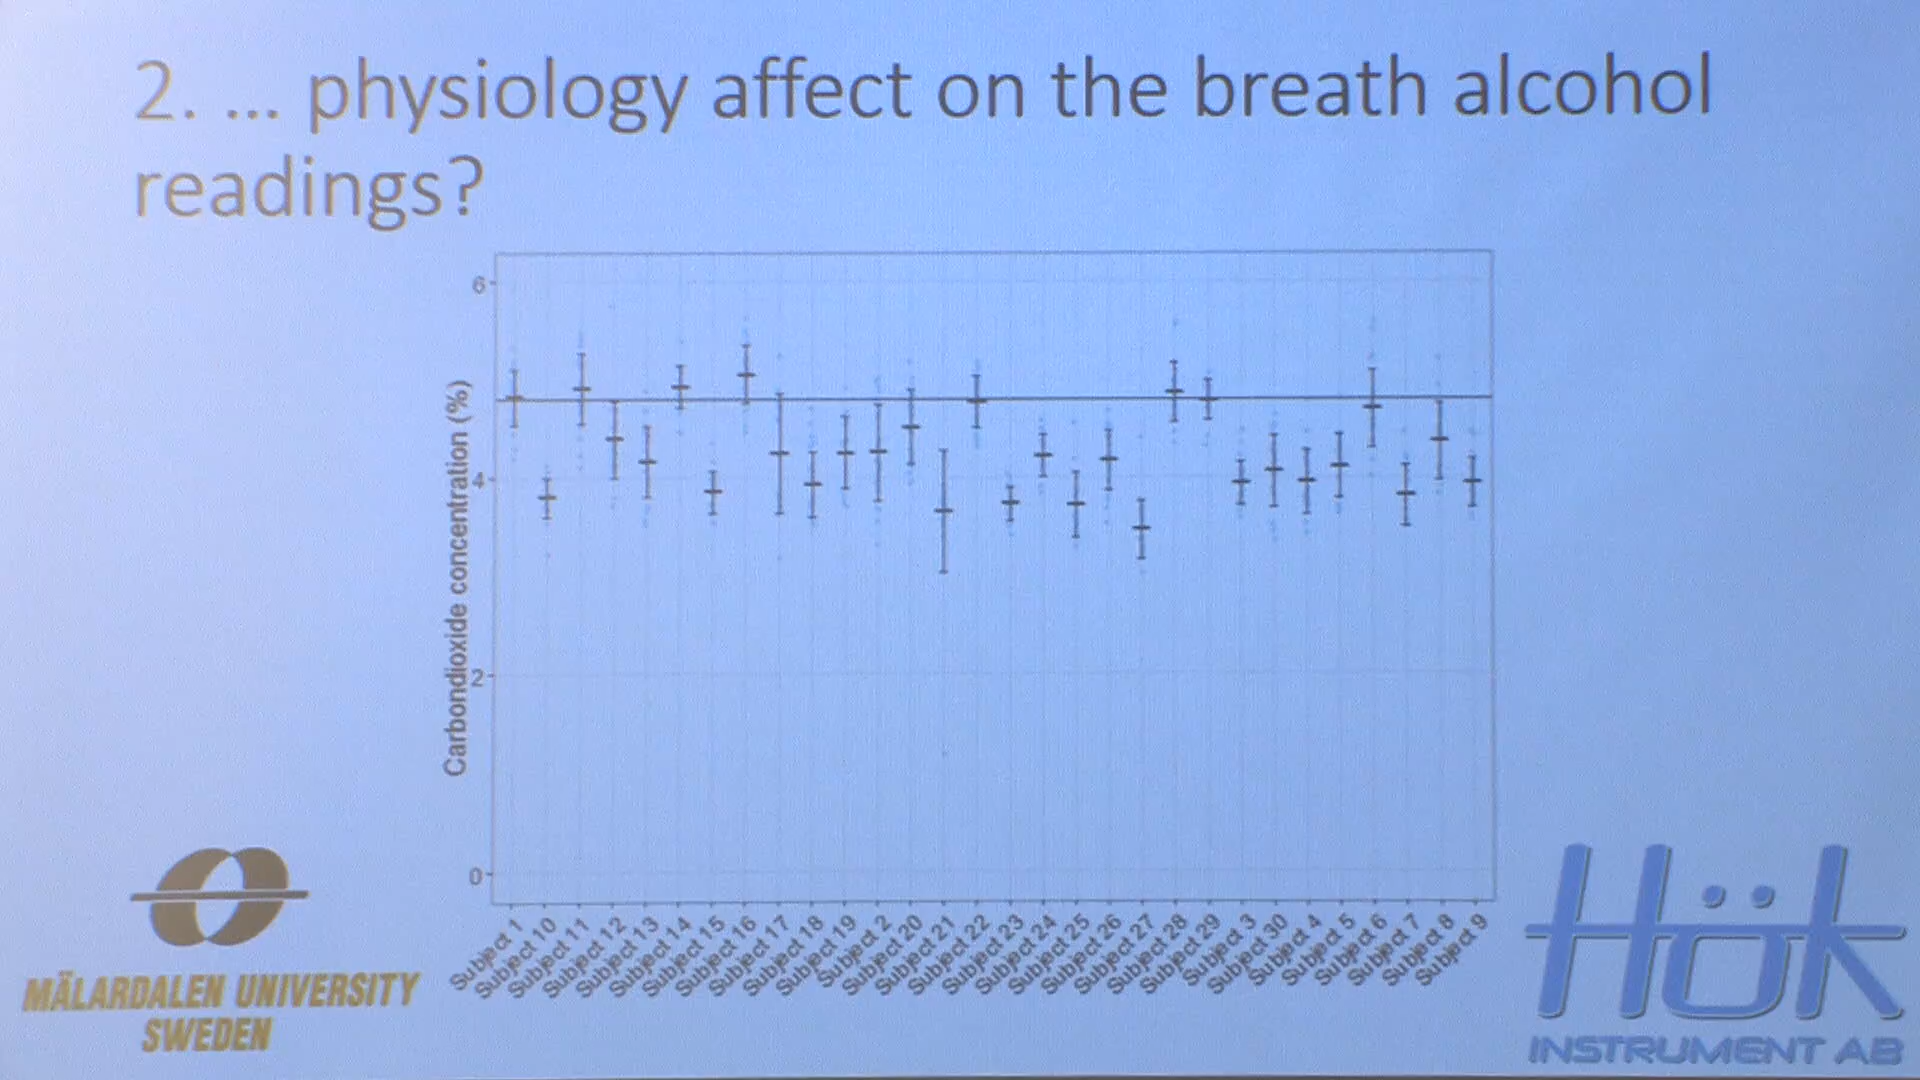 2. ... physiology affect on the breath alcohol
readings?
Carbondioxide concentration (%)
6
4
2
0
Subject 1
Subject 10
Subject 11
Subject 12
Subject 13
Subject 14
Subject 15
Subject 16
Subject 17
Subject 18
Subject 19
Subject 2
Subject 20
Subject 21
Subject 22
Subject 23
Subject 24
Subject 25
Subject 26
Subject 27
Subject 28
Subject 29
Subject 3
Subject 30
Subject 4
Subject 5
Subject 6
Subject 7
Subject 8
Subject 9
MÄLARDALEN UNIVERSITY
SWEDEN
Hök
INSTRUMENT AB